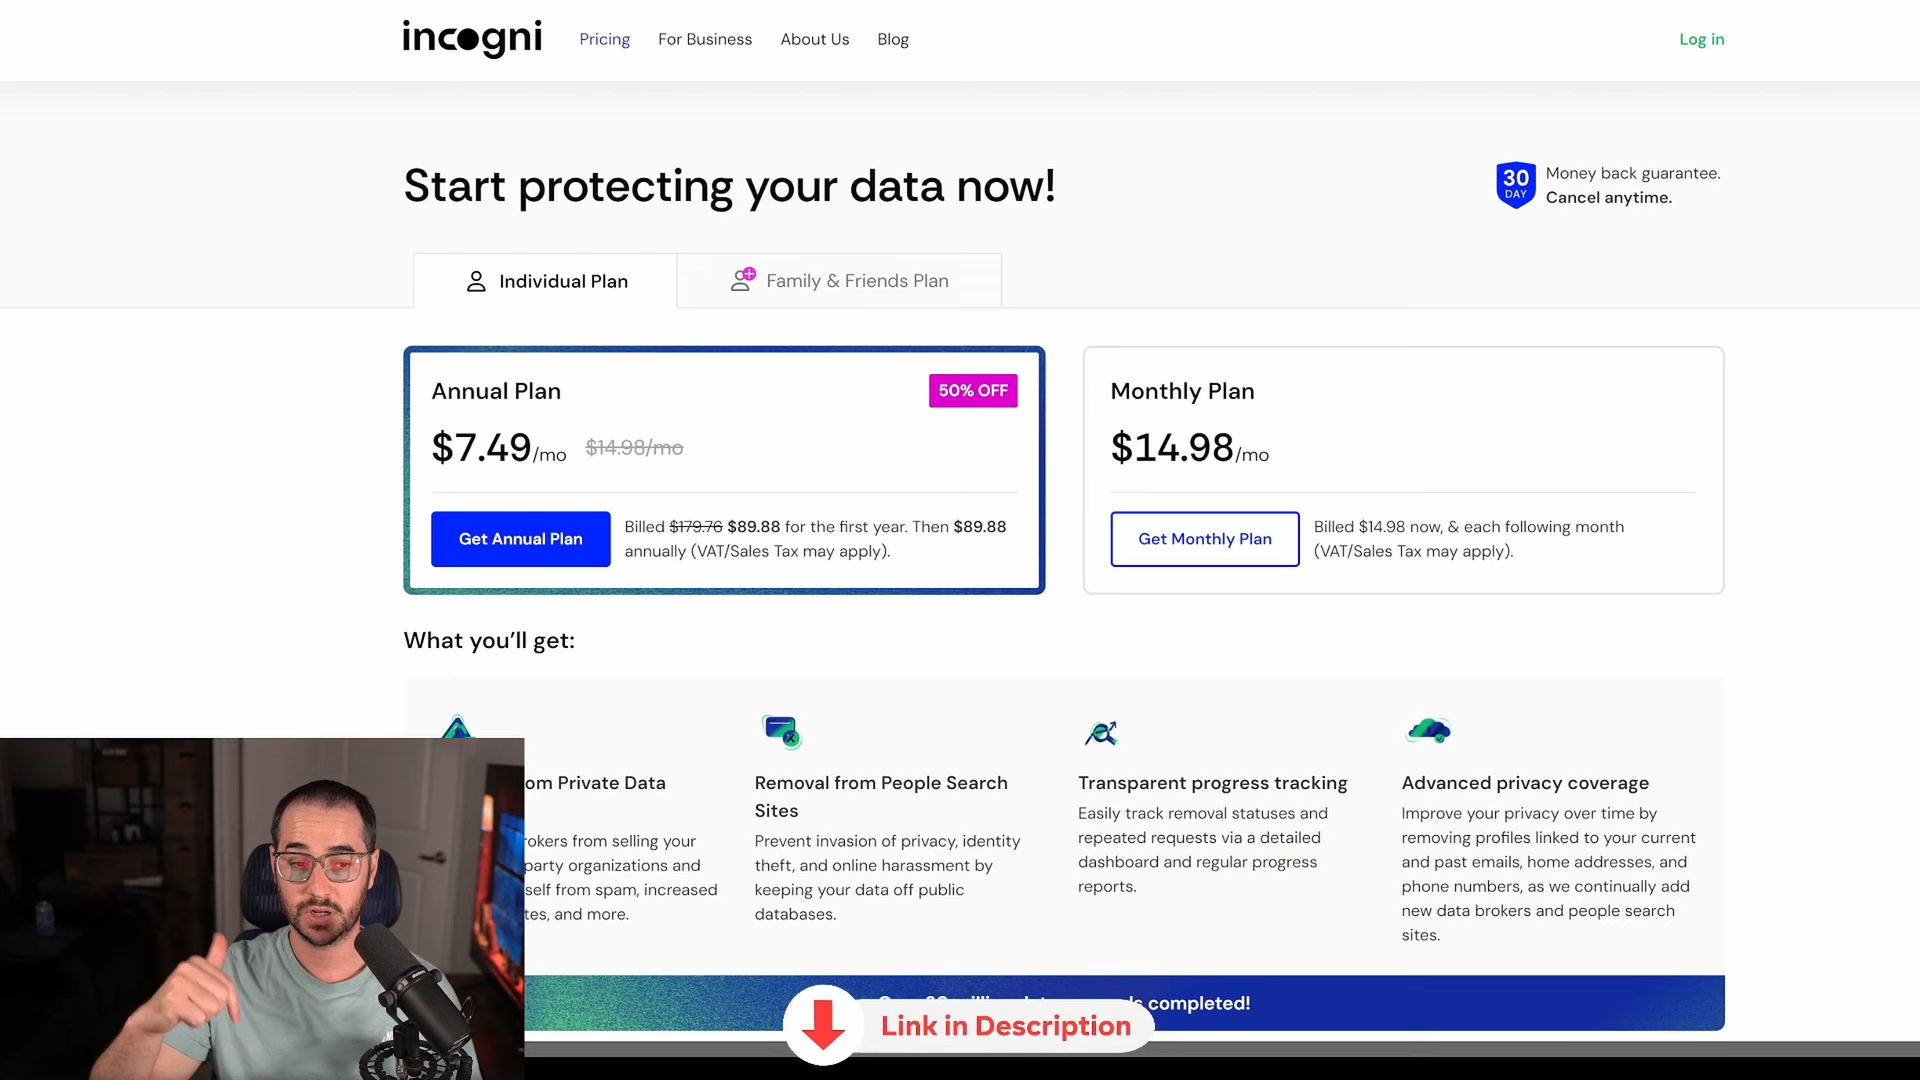 incogni
Pricing
For Business
About Us
Blog
Log in
Start protecting your data now!
30
DAY
Money back guarantee.
Cancel anytime.
Individual Plan
Family & Friends Plan
Annual Plan
50% OFF
$7.49/mo $14.98/mo
Get Annual Plan
Billed $179.76 $89.88 for the first year. Then $89.88
annually (VAT/Sales Tax may apply).
Monthly Plan
$14.98/mo
Get Monthly Plan
Billed $14.98 now, & each following month
(VAT/Sales Tax may apply).
What you’ll get:
om Private Data
okers from selling your
party organizations and
self from spam, increased
tes, and more.
Removal from People Search
Sites
Prevent invasion of privacy, identity
theft, and online harassment by
keeping your data off public
databases.
Transparent progress tracking
Easily track removal statuses and
repeated requests via a detailed
dashboard and regular progress
reports.
Advanced privacy coverage
Improve your privacy over time by
removing profiles linked to your current
and past emails, home addresses, and
phone numbers, as we continually add
new data brokers and people search
sites.
completed!
Link in Description